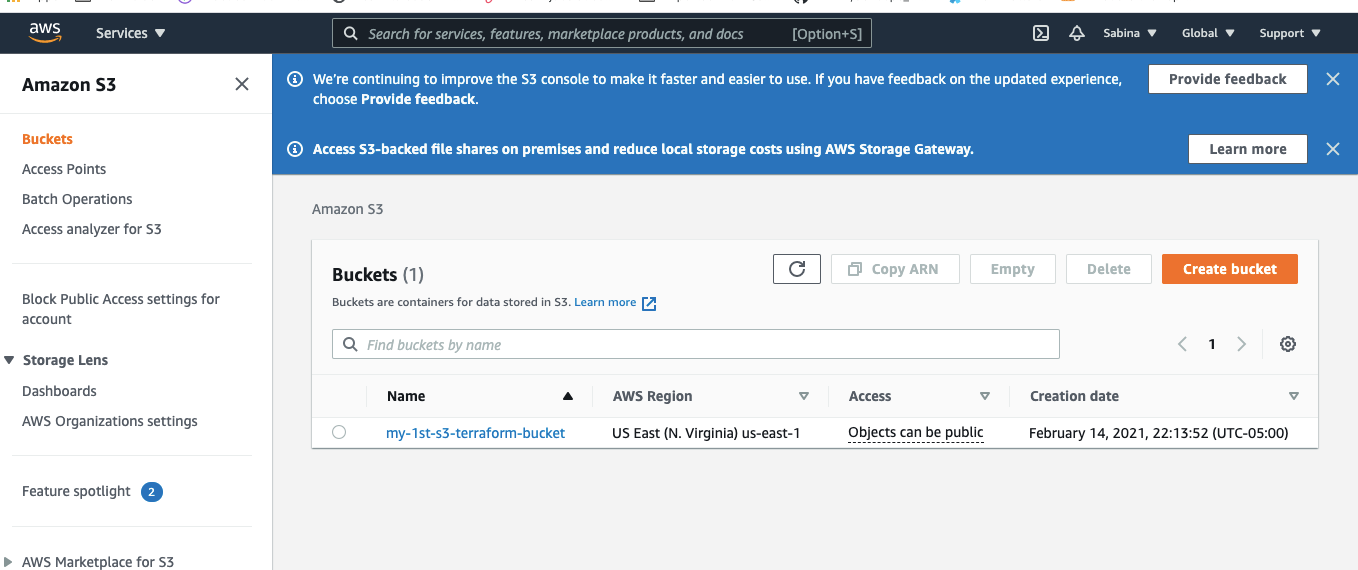 aws
Services
Search for services, features, marketplace products, and docs
[Option+S]
Sabina
Global
Support
Amazon S3
Buckets
Access Points
Batch Operations
Access analyzer for S3
Block Public Access settings for
account
Storage Lens
Dashboards
AWS Organizations settings
Feature spotlight 2
AWS Marketplace for S3
We're continuing to improve the S3 console to make it faster and easier to use. If you have feedback on the updated experience,
choose Provide feedback.
Provide feedback
Access S3-backed file shares on premises and reduce local storage costs using AWS Storage Gateway.
Learn more
Amazon S3
Buckets (1)
Copy ARN
Empty
Delete
Create bucket
Buckets are containers for data stored in S3. Learn more
Find buckets by name
1
Name
AWS Region
Access
Creation date
my-1st-s3-terraform-bucket
US East (N. Virginia) us-east-1
Objects can be public
February 14, 2021, 22:13:52 (UTC-05:00)